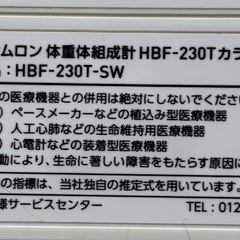 ムロン 体重体組成計 HBF-230Tカラ
: HBF-230T-SW
の医療機器との併用は絶対にしないでくださ
)ペースメーカーなどの植込み型医療機器
)人工心肺などの生命維持用医療機器
)心電計などの装着型医療機器
動により、生命に著しい障害をもたらす原因に
の指標は、当社独自の推定式を用いています。
様サービスセンター TEL : 012